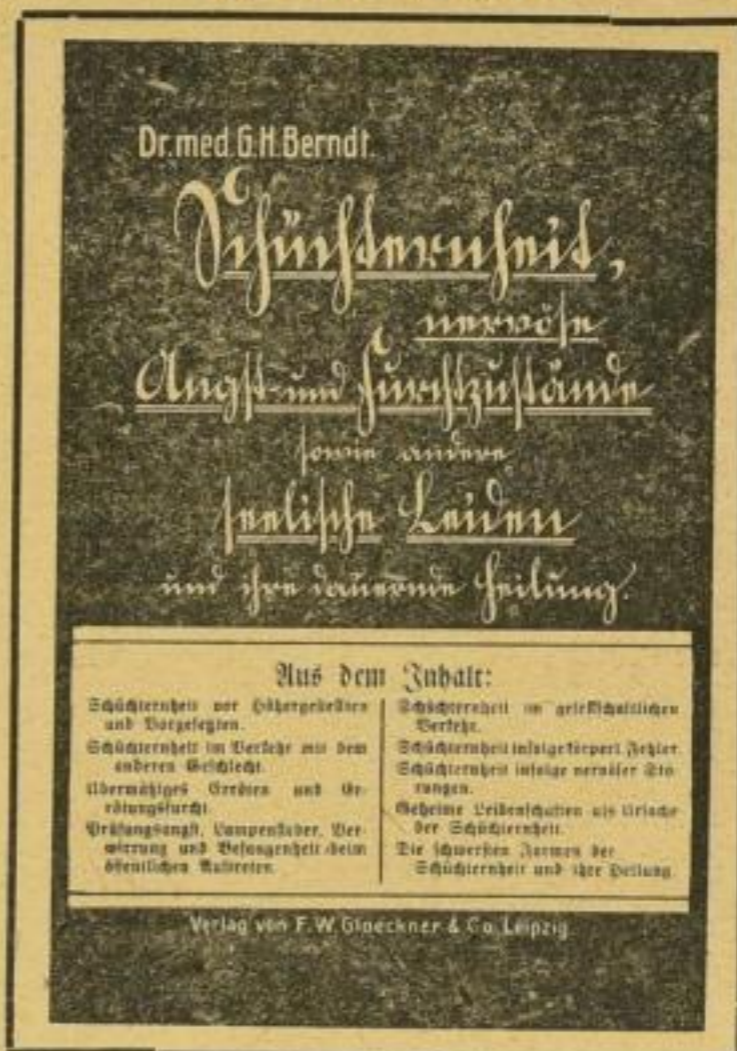 Dr. med. G. H. Berndt.
Schüchternheit,
nervöse
Angst- und Furchtzustände
sowie andere
seelische Leiden
und ihre dauernde Heilung.
Aus dem Inhalt:
Schüchternheit vor Höhergestellten
und Vorgesetzten.
Schüchternheit im Verkehr mit dem
anderen Geschlecht.
Übermäßiges Erröten und Er-
rötungsfurcht.
Prüfungsangst, Lampenfieber, Ver-
wirrung und Befangenheit beim
öffentlichen Auftreten.
Schüchternheit im gesellschaftlichen
Verkehr.
Schüchternheit infolge körperl. Fehler.
Schüchternheit infolge nervöser Stö-
rungen.
Geheime Leidenschaften als Ursache
der Schüchternheit.
Die schwersten Formen der
Schüchternheit und ihre Heilung.
Verlag von F. W. Gloeckner & Co. Leipzig.